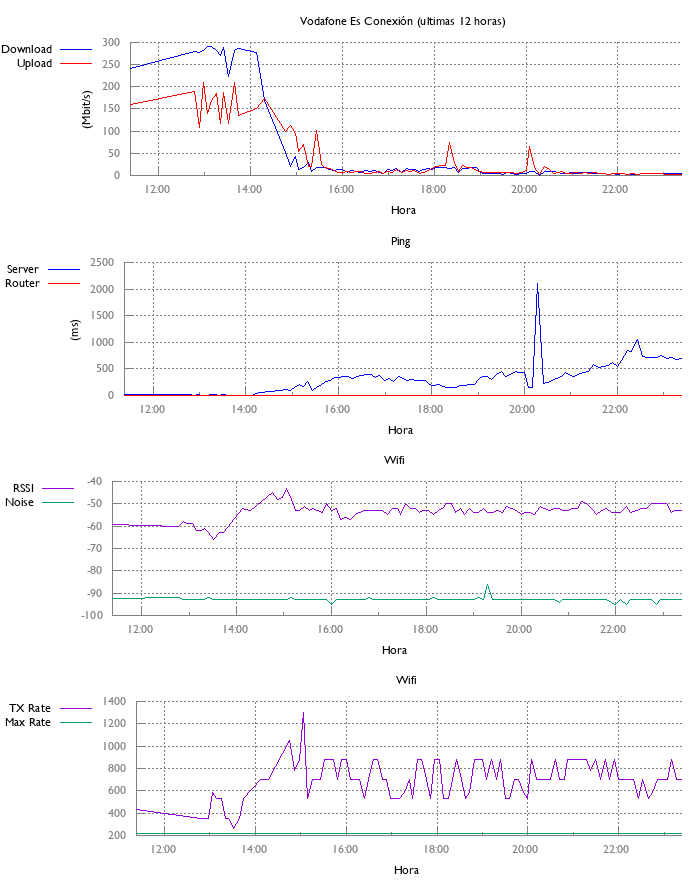 Vodafone Es Conexión (ultimas 12 horas)
Download
Upload
(Mbit/s)
300
250
200
150
100
50
0
12:00 14:00 16:00 18:00 20:00 22:00
Hora
Ping
Server
Router
(ms)
2500
2000
1500
1000
500
0
12:00 14:00 16:00 18:00 20:00 22:00
Hora
Wifi
RSSI
Noise
-40
-50
-60
-70
-80
-90
-100
12:00 14:00 16:00 18:00 20:00 22:00
Hora
Wifi
TX Rate
Max Rate
1400
1200
1000
800
600
400
200
12:00 14:00 16:00 18:00 20:00 22:00
Hora